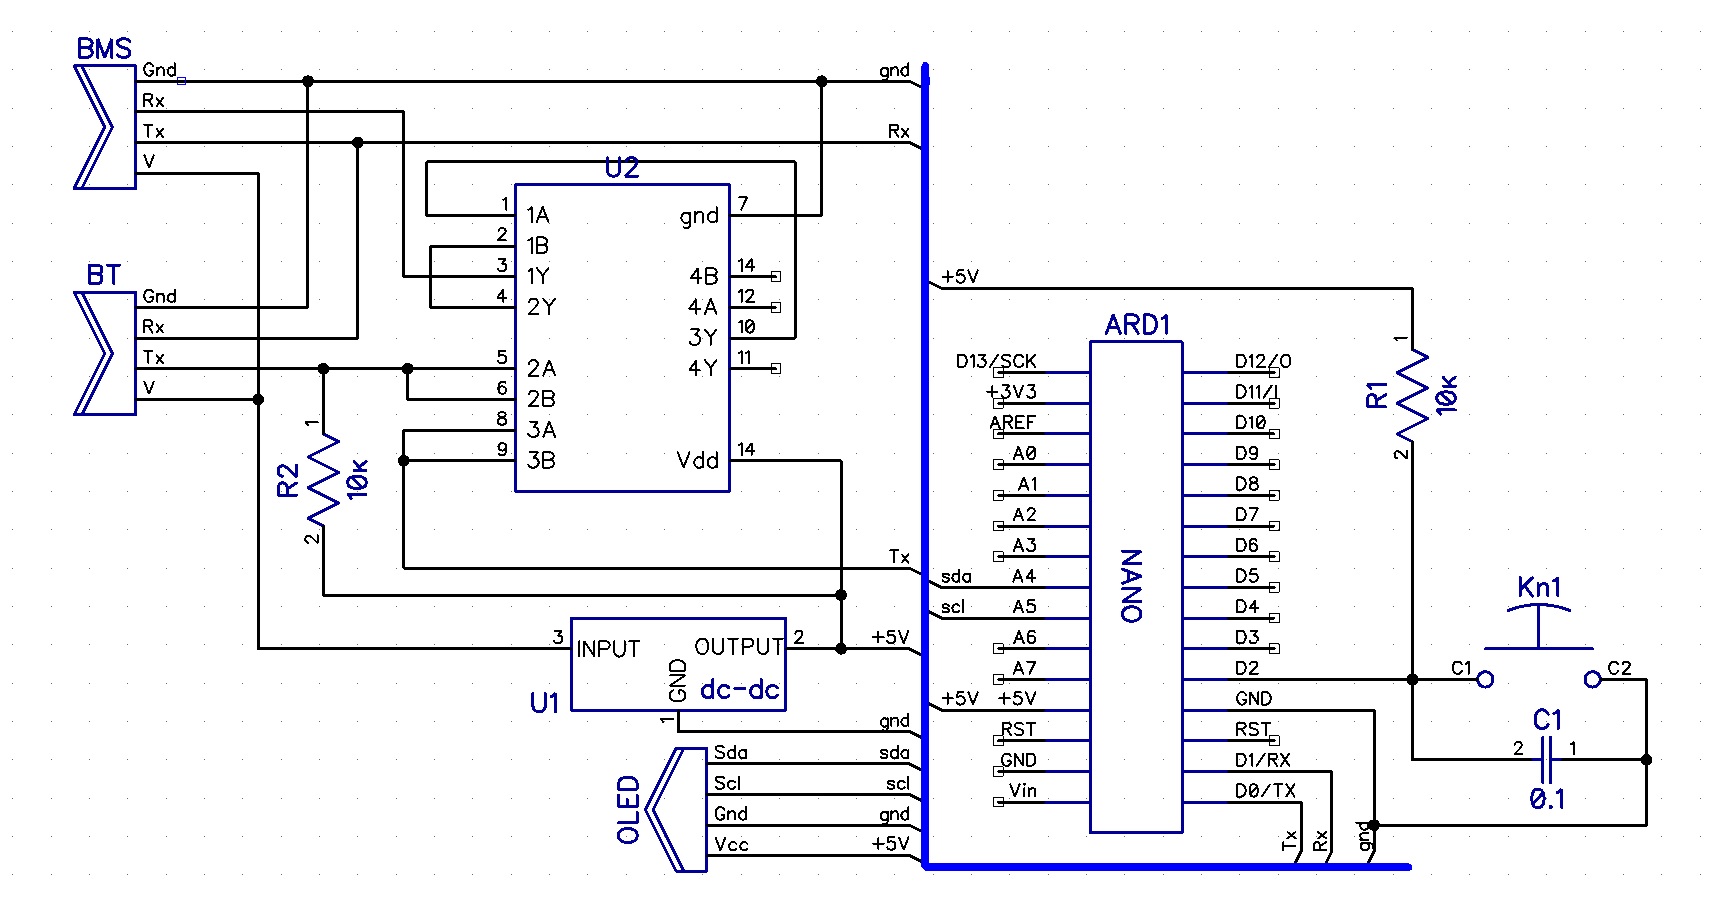 BMS
Gnd
Rx
Tx
V
gnd
Rx
BT
Gnd
Rx
Tx
V
U2
1 1A
2 1B
3 1Y
4 2Y
5 2A
6 2B
8 3A
9 3B
gnd 7
4B 14
4A 12
3Y 10
4Y 11
Vdd 14
1
R2
10к
2
Tx
3 INPUT
OUTPUT 2
GND
1
dc-dc
U1
+5V
gnd
OLED
Sda sda
Scl scl
Gnd gnd
Vcc +5V
+5V
ARD1
NANO
D13/SCK
+3V3
AREF
A0
A1
A2
A3
sda A4
scl A5
A6
A7
+5V +5V
RST
GND
Vin
D12/O
D11/I
D10
D9
D8
D7
D6
D5
D4
D3
D2
GND
RST
D1/RX
D0/TX
Tx
Rx
gnd
1
R1
10к
2
Kn1
C1
C2
C1
2 1
0.1